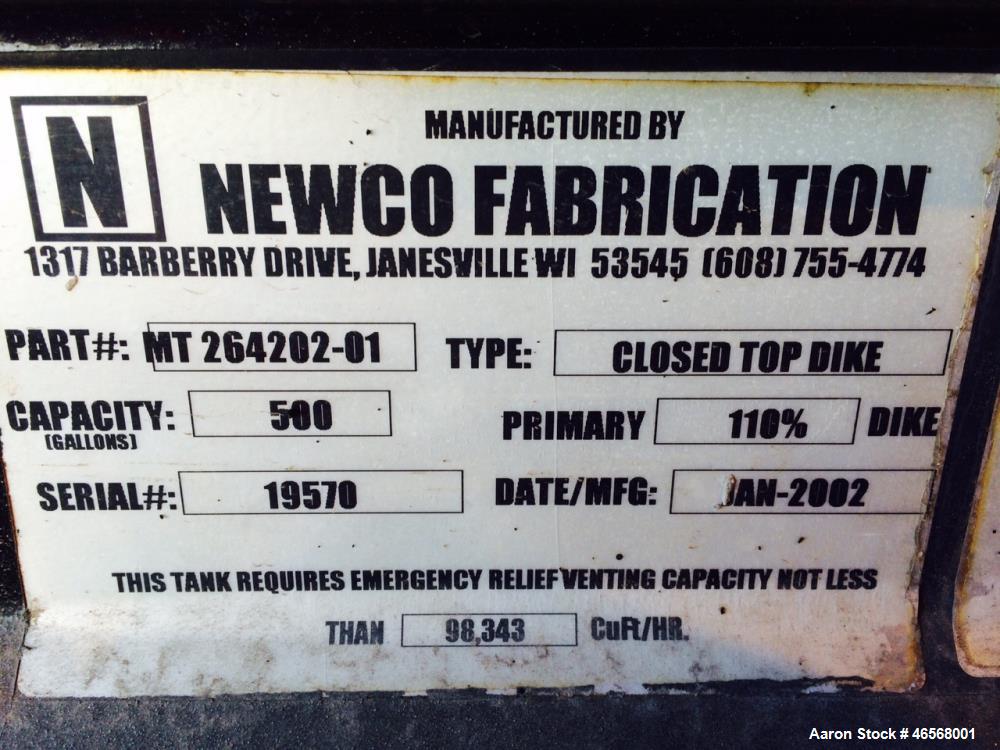 N
MANUFACTURED BY
NEWCO FABRICATION
1317 BARBERRY DRIVE, JANESVILLE WI 53545 (608) 755-4774
PART#: MT 264202-01 TYPE: CLOSED TOP DIKE
CAPACITY: 500 PRIMARY 110% DIKE
(GALLONS)
SERIAL#: 19570 DATE/MFG: JAN-2002
THIS TANK REQUIRES EMERGENCY RELIEF VENTING CAPACITY NOT LESS
THAN 98,343 CuFt/HR.
Aaron Stock # 46568001